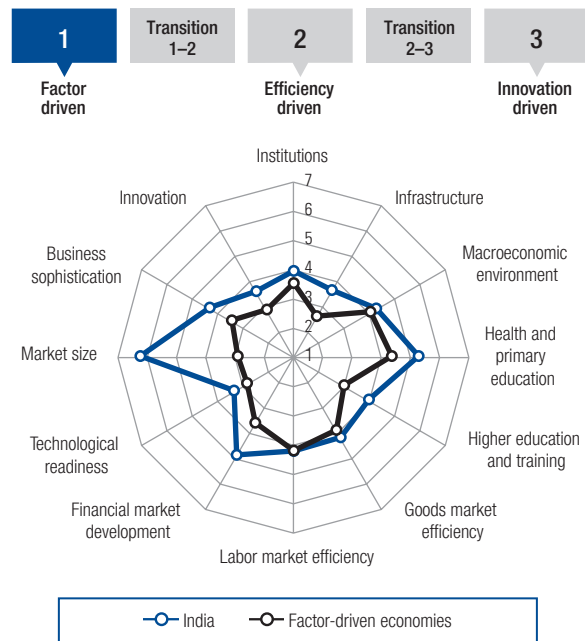 1
Transition
1–2
2
Transition
2–3
3
Factor
driven
Efficiency
driven
Innovation
driven
Institutions
7
6
5
4
3
2
1
Infrastructure
Macroeconomic
environment
Health and
primary
education
Higher education
and training
Goods market
efficiency
Labor market efficiency
Financial market
development
Technological
readiness
Market size
Business
sophistication
Innovation
India
Factor-driven economies